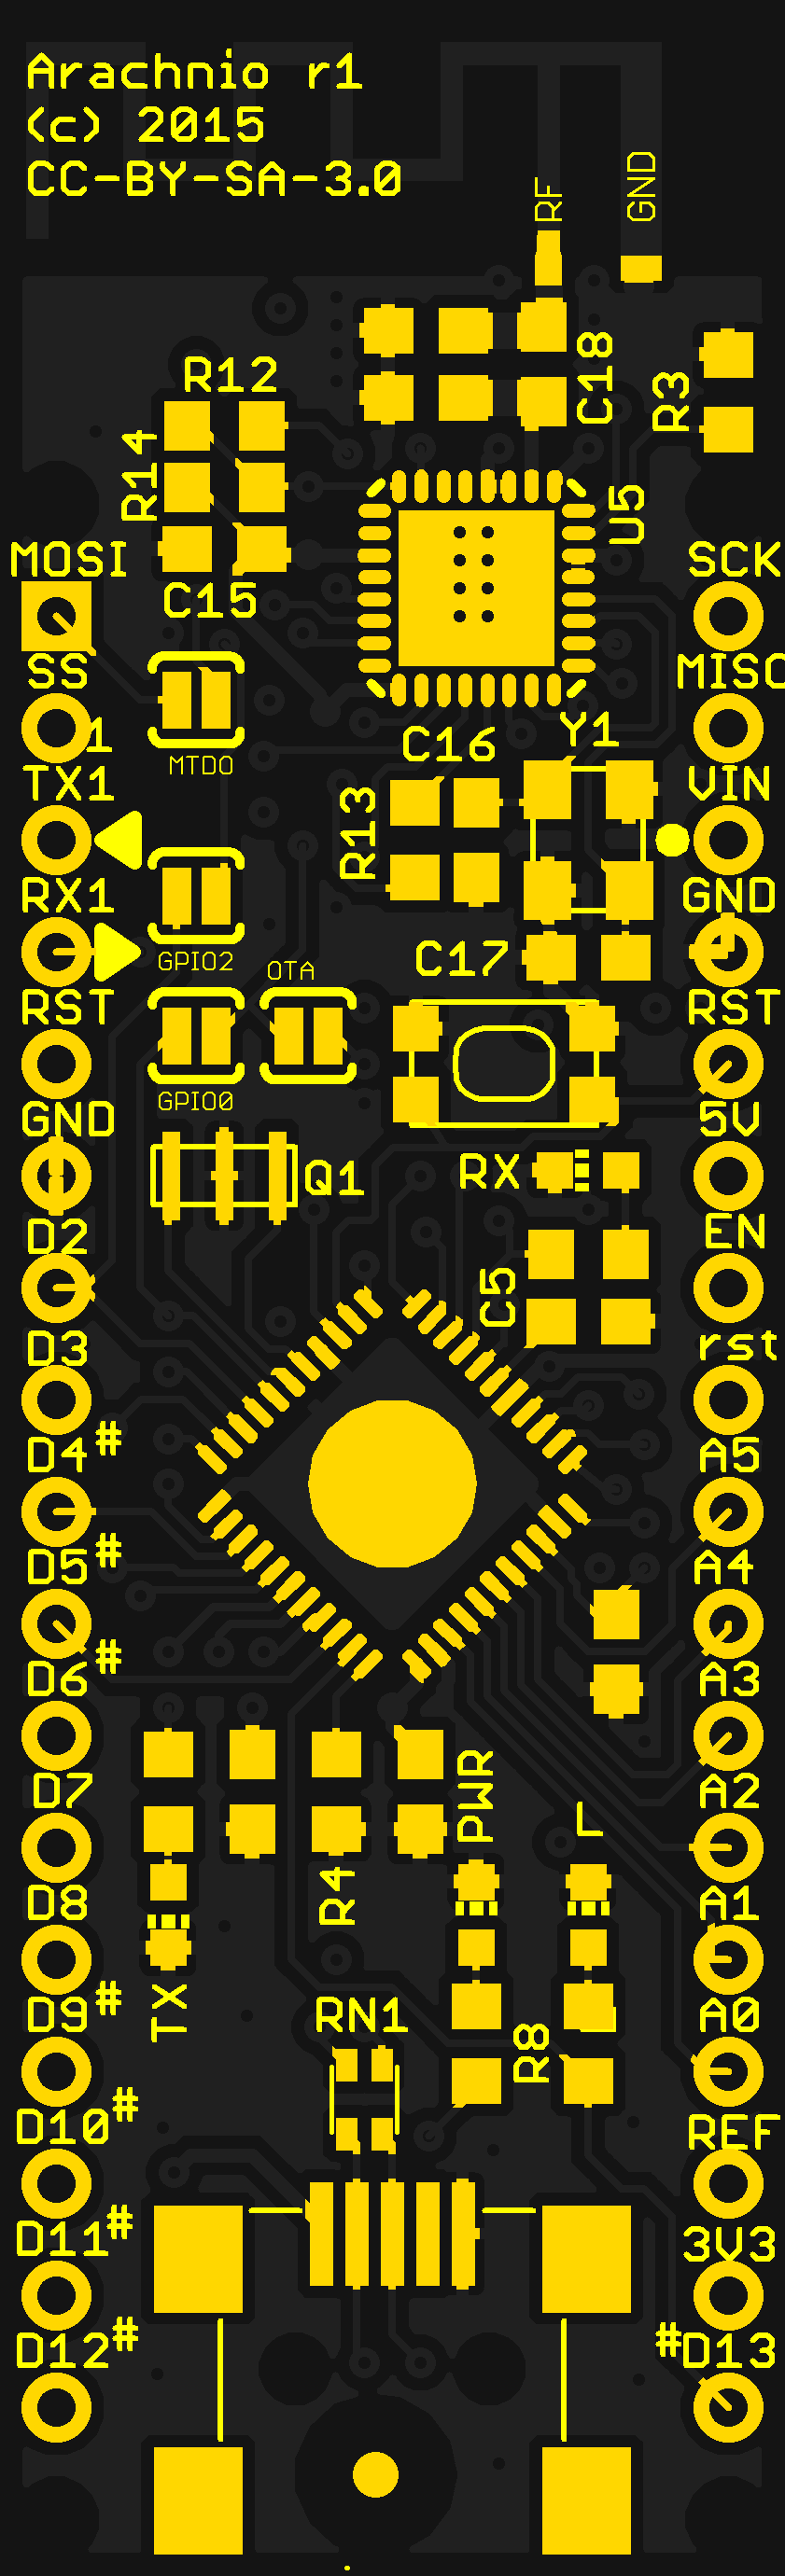 Arachnio r1
(c) 2015
CC-BY-SA-3.0
RF
GND
R12
C18
R3
R14
U5
MOSI
SCK
C15
SS
MISO
1
MTDO
C16
Y1
TX1
VIN
R13
RX1
GND
GPIO2
OTA
C17
RST
RST
GPIO0
GND
5V
Q1
RX
D2
EN
C5
D3
rst
D4#
A5
D5#
A4
D6#
A3
D7
PWR
A2
L
D8
R4
A1
D9#
TX
RN1
R8
A0
D10#
REF
D11#
3V3
D12#
#D13